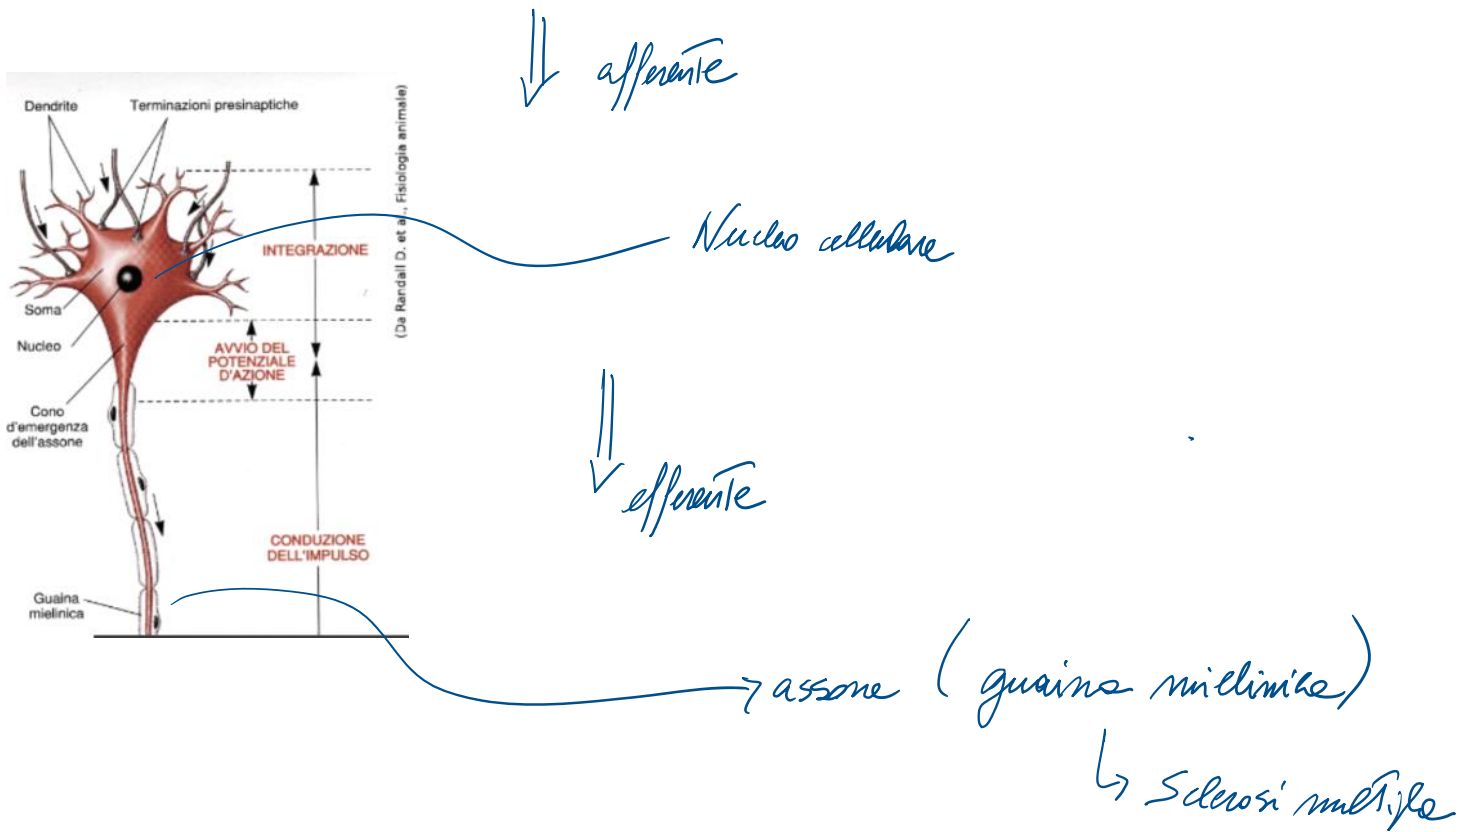 afferente
Dendrite
Terminazioni presinaptiche
(Da Randall D. et al., Fisiologia animale)
Nucleo cellulare
INTEGRAZIONE
Soma
Nucleo
AVVIO DEL
POTENZIALE
D'AZIONE
Cono
d'emergenza
dell'assone
efferente
CONDUZIONE
DELL'IMPULSO
Guaina
mielinica
assone (guaina mielinica)
Sclerosi multipla